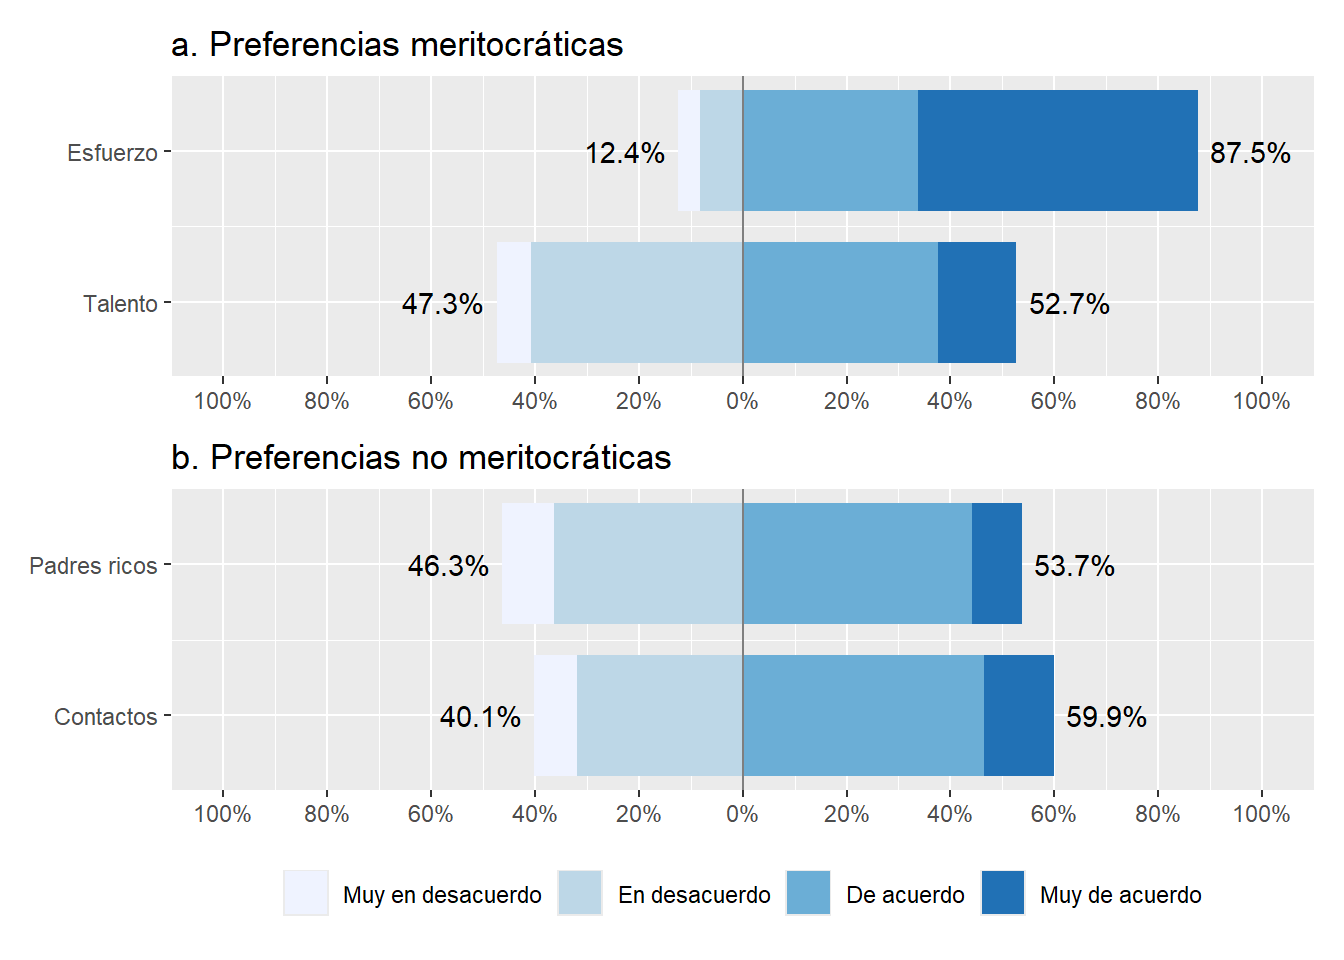 a. Preferencias meritocráticas
Esfuerzo 12.4% 87.5%
Talento 47.3% 52.7%
100% 80% 60% 40% 20% 0% 20% 40% 60% 80% 100%
b. Preferencias no meritocráticas
Padres ricos 46.3% 53.7%
Contactos 40.1% 59.9%
100% 80% 60% 40% 20% 0% 20% 40% 60% 80% 100%
Muy en desacuerdo En desacuerdo De acuerdo Muy de acuerdo